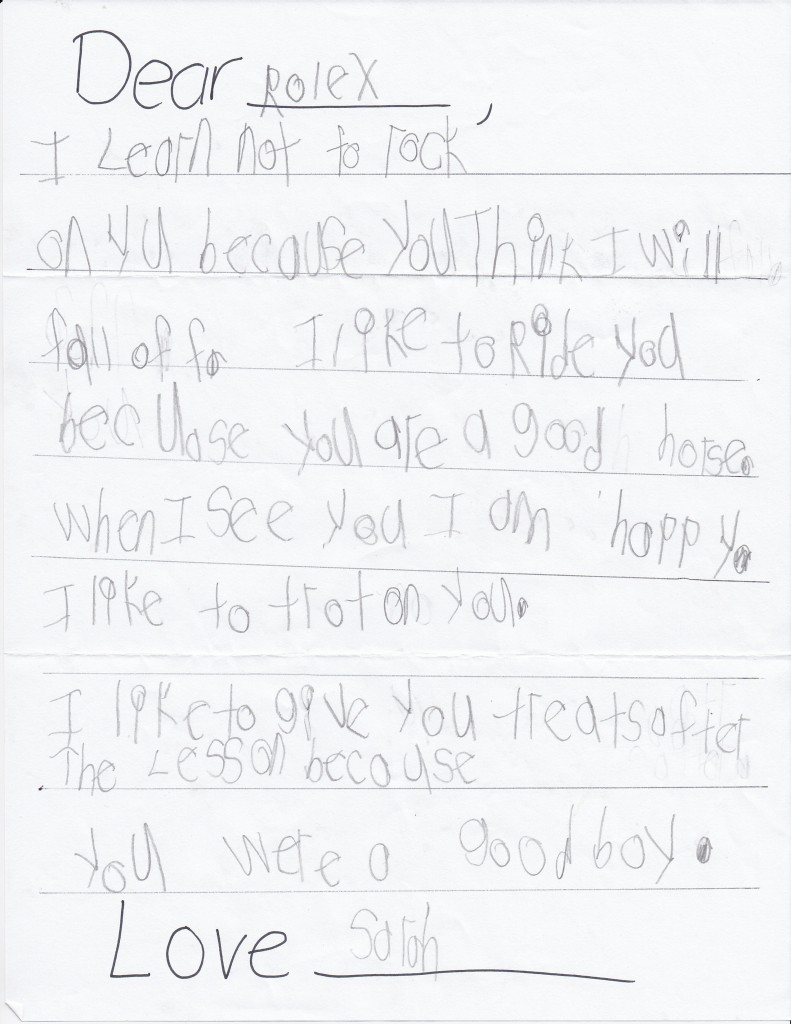 Dear Rolex,
I Learn not to rock
on yu because you Think I will
fall of fo I like to Ride you
becuase you are a good horse.
when I see you I am happy.
I like to trot on you.
I like to give you treats after
The Lesson because
you were a good boy.
Love Sarah